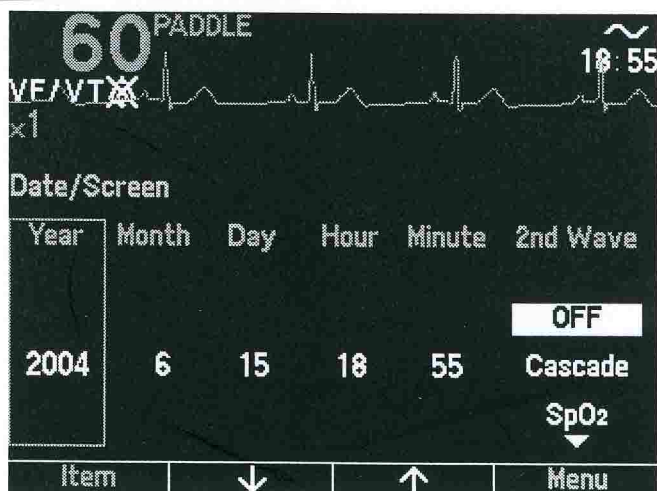 60 PADDLE
18:55
VF/VT
×1
Date/Screen
Year Month Day Hour Minute 2nd Wave
OFF
2004 6 15 18 55 Cascade
SpO₂
Item ↓ ↑ Menu